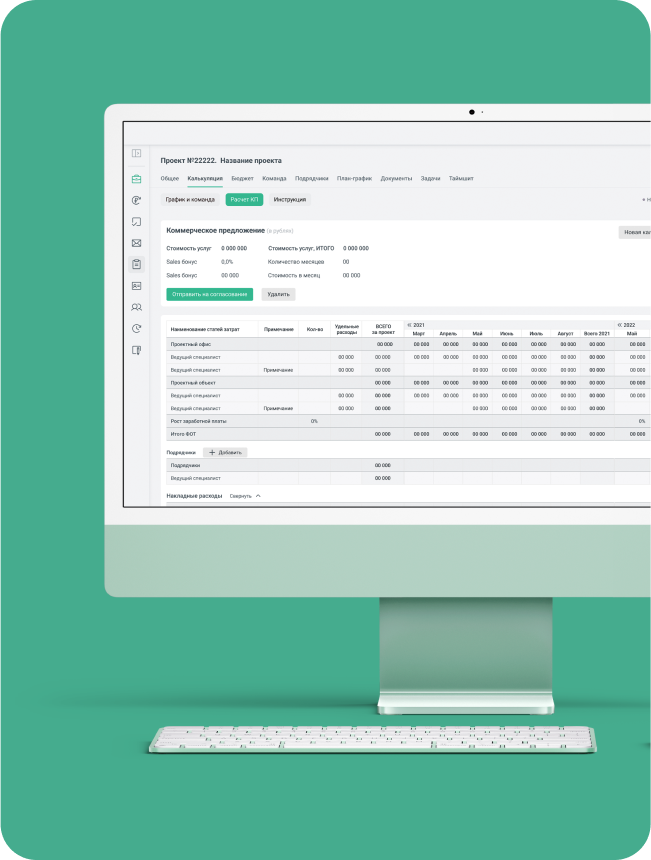 Проект №22222. Название проекта
Общее Калькуляция Бюджет Команда Подрядчики План-график Документы Задачи Таймшит
График и команда Расчет КП Инструкция
Коммерческое предложение (в рублях)
Новая кал
Стоимость услуг 0 000 000 Стоимость услуг, ИТОГО 0 000 000
Sales бонус 0,0% Количество месяцев 00
Sales бонус 00 000 Стоимость в месяц 00 000
Отправить на согласование Удалить
Наименование статей затрат Примечание Кол-во Удельные расходы ВСЕГО за проект « 2021 « 2022
Март Апрель Май Июнь Июль Август Всего 2021 Май
Проектный офис 00 000 00 000 00 000 00 000 00 000 00 000 00 000 00 000 00 000
Ведущий специалист 00 000 00 000 00 000 00 000 00 000 00 000 00 000 00 000 00 000 00 000
Ведущий специалист Примечание 00 000 00 000 00 000 00 000 00 000 00 000 00 000 00 000
Проектный объект 00 000 00 000 00 000 00 000 00 000 00 000 00 000 00 000 00 000
Ведущий специалист 00 000 00 000 00 000 00 000 00 000 00 000 00 000 00 000 00 000 00 000
Ведущий специалист Примечание 00 000 00 000 00 000 00 000 00 000 00 000 00 000
Рост заработной платы 0% 0%
Итого ФОТ 00 000 00 000 00 000 00 000 00 000 00 000 00 000 00 000 00 000
Подрядчики + Добавить
Подрядчики 00 000
Ведущий специалист 00 000
Накладные расходы Свернуть